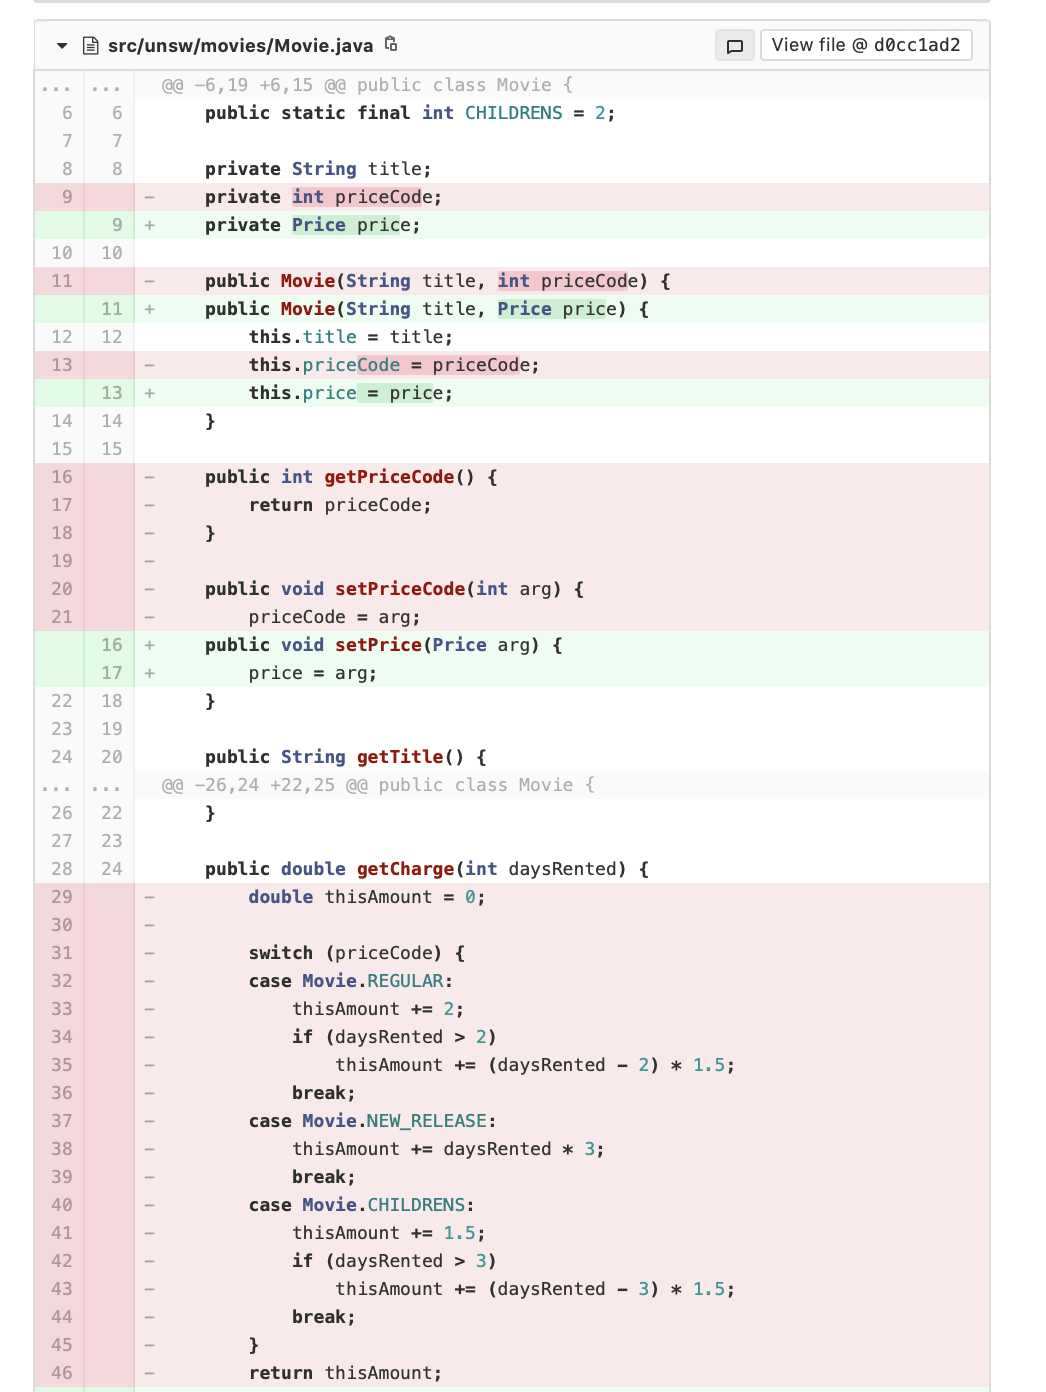 src/unsw/movies/Movie.java View file @ d0cc1ad2
... ... @@ -6,19 +6,15 @@ public class Movie {
6 6 public static final int CHILDRENS = 2;
7 7
8 8 private String title;
9 - private int priceCode;
9 + private Price price;
10 10
11 - public Movie(String title, int priceCode) {
11 + public Movie(String title, Price price) {
12 12 this.title = title;
13 - this.priceCode = priceCode;
13 + this.price = price;
14 14 }
15 15
16 - public int getPriceCode() {
17 - return priceCode;
18 - }
19 -
20 - public void setPriceCode(int arg) {
21 - priceCode = arg;
16 + public void setPrice(Price arg) {
17 + price = arg;
22 18 }
23 19
24 20 public String getTitle() {
... ... @@ -26,24 +22,25 @@ public class Movie {
26 22 }
27 23
28 24 public double getCharge(int daysRented) {
29 - double thisAmount = 0;
30 -
31 - switch (priceCode) {
32 - case Movie.REGULAR:
33 - thisAmount += 2;
34 - if (daysRented > 2)
35 - thisAmount += (daysRented - 2) * 1.5;
36 - break;
37 - case Movie.NEW_RELEASE:
38 - thisAmount += daysRented * 3;
39 - break;
40 - case Movie.CHILDRENS:
41 - thisAmount += 1.5;
42 - if (daysRented > 3)
43 - thisAmount += (daysRented - 3) * 1.5;
44 - break;
45 - }
46 - return thisAmount;